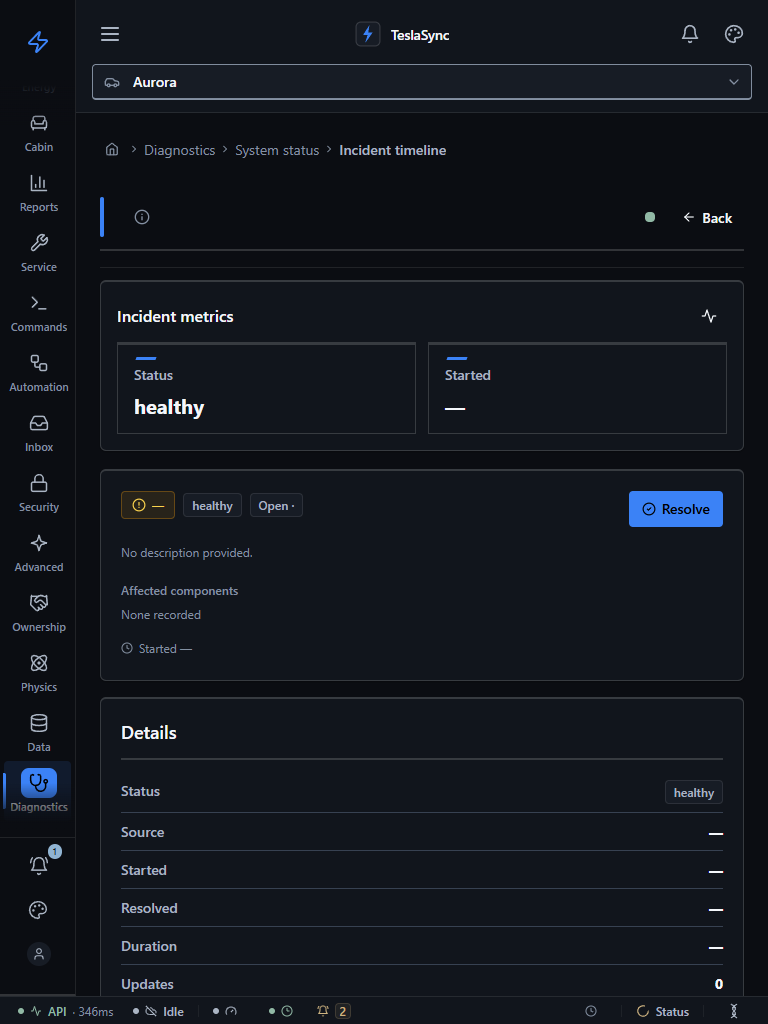 TeslaSync
Aurora
Diagnostics > System status > Incident timeline
Back
Cabin
Reports
Service
Commands
Automation
Inbox
Security
Advanced
Ownership
Physics
Data
Diagnostics
1
Incident metrics
Status
healthy
Started
—
— healthy Open ·
Resolve
No description provided.
Affected components
None recorded
Started —
Details
Status healthy
Source —
Started —
Resolved —
Duration —
Updates 0
API · 346ms Idle 2 Status